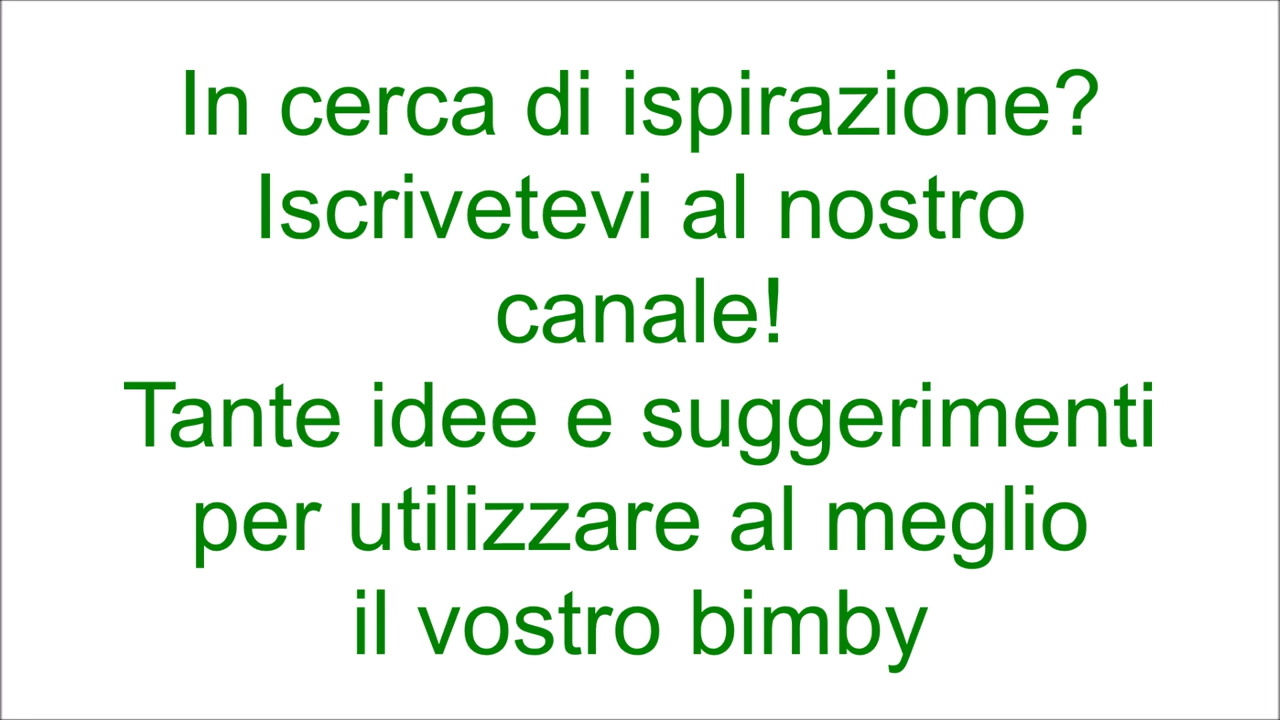 In cerca di ispirazione?
Iscrivetevi al nostro
canale!
Tante idee e suggerimenti
per utilizzare al meglio
il vostro bimby